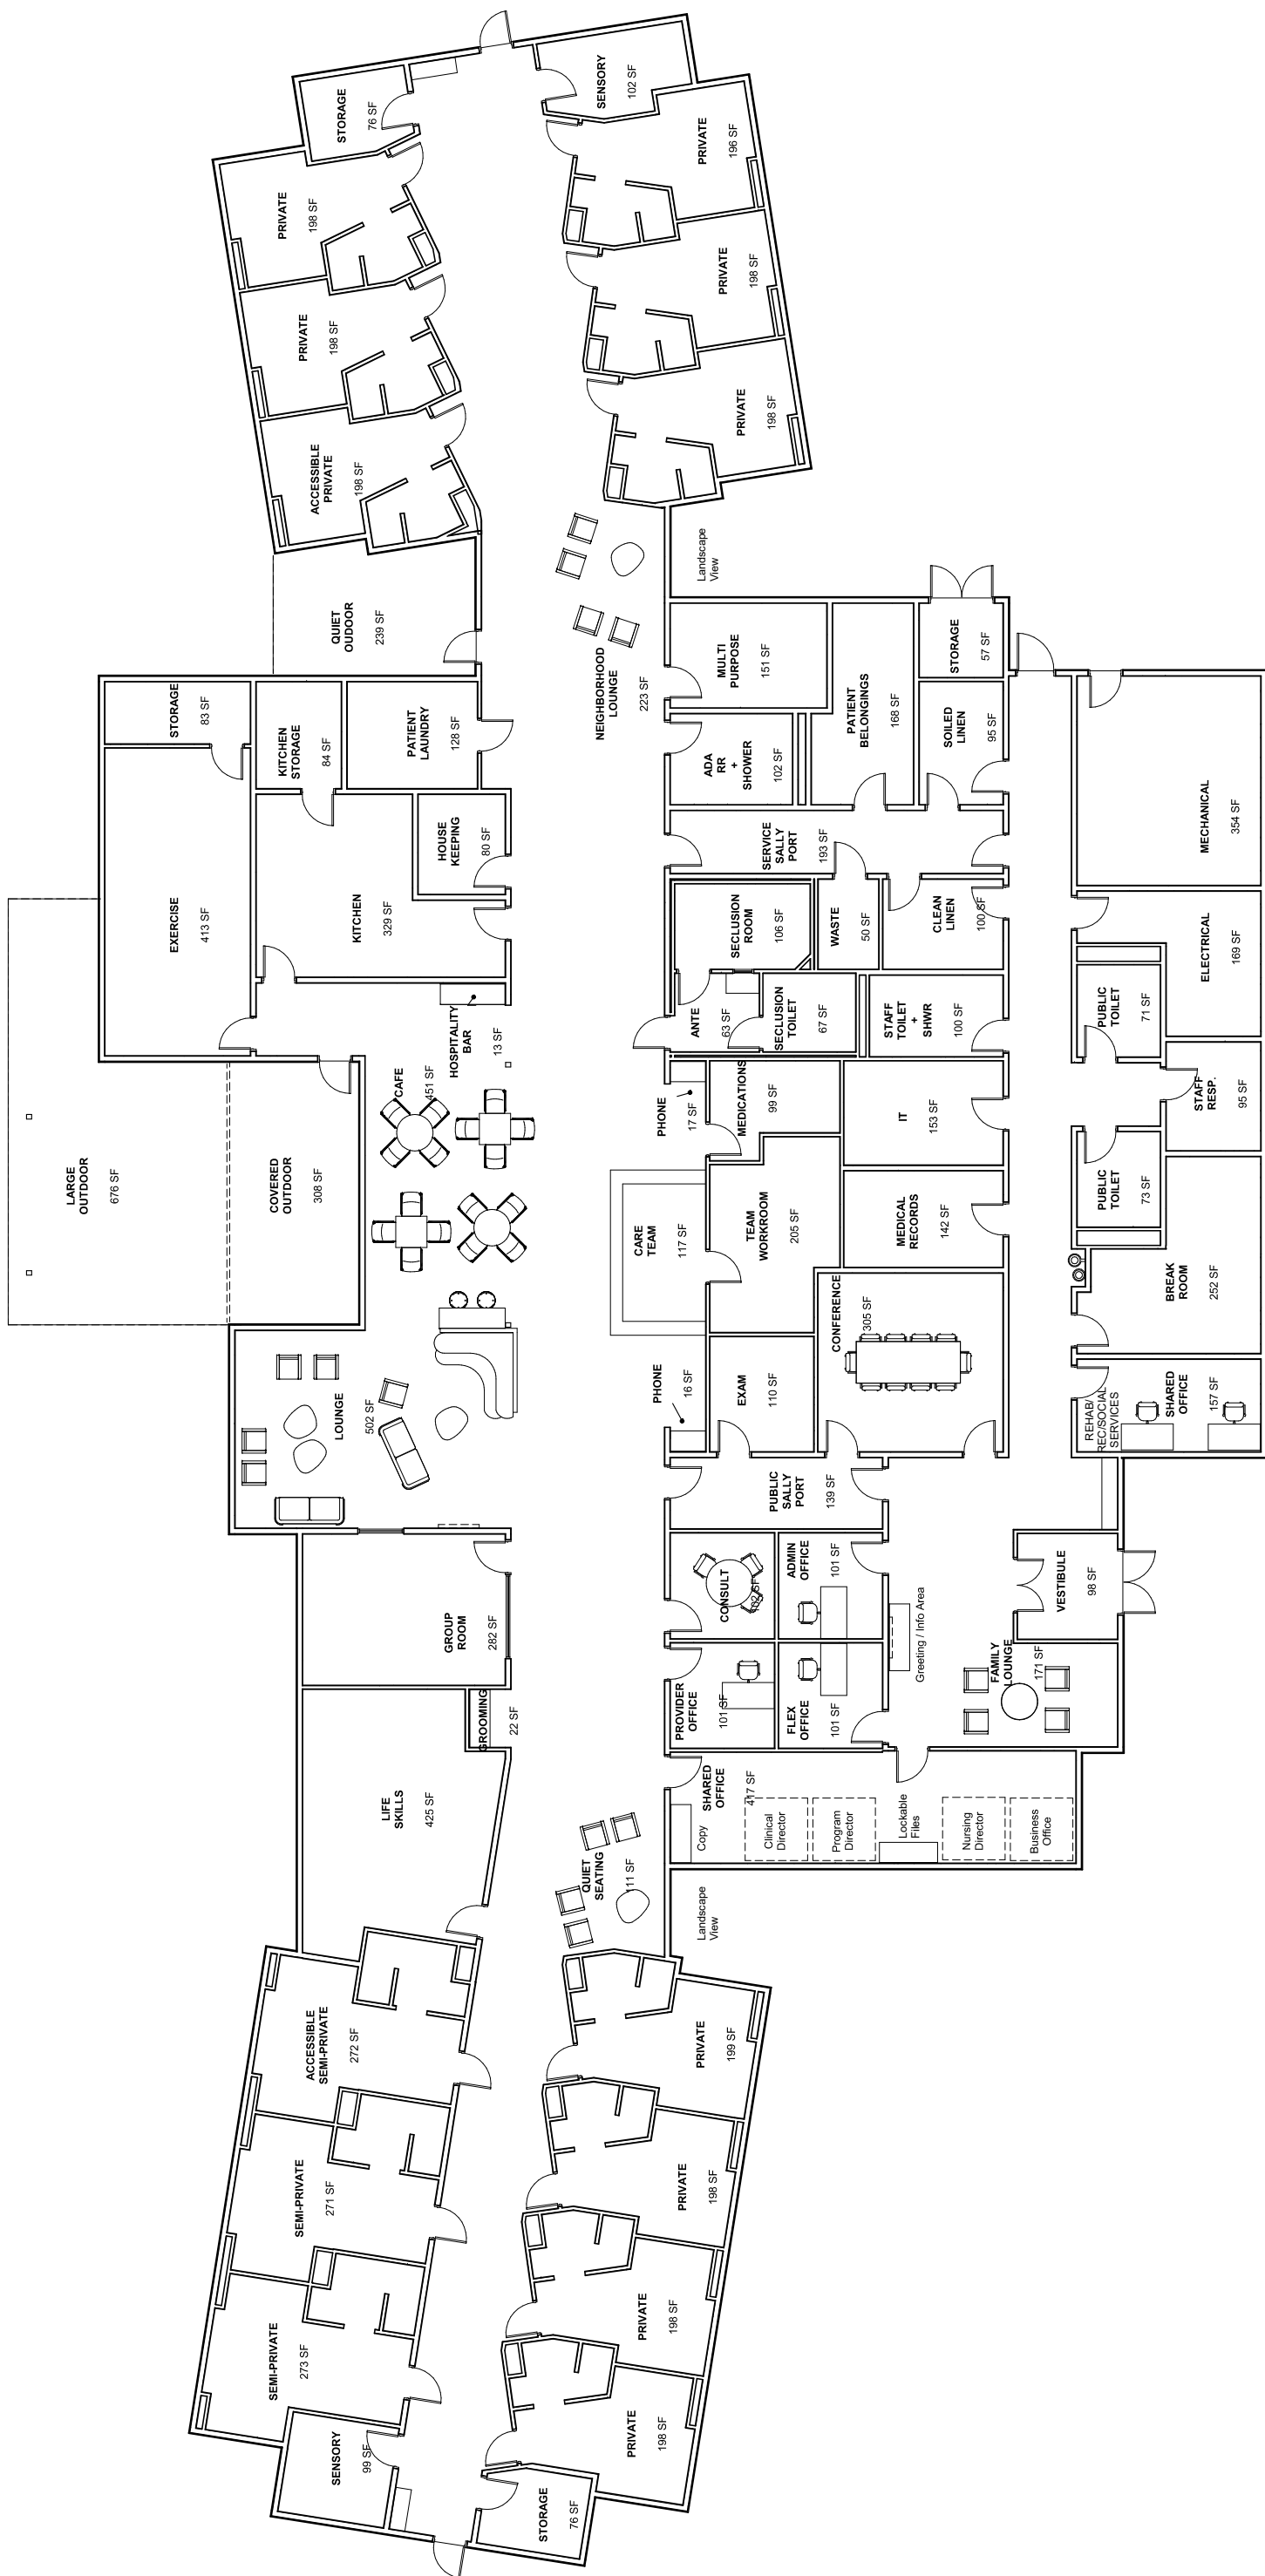 STORAGE
76 SF
SENSORY
102 SF
PRIVATE
198 SF
PRIVATE
196 SF
PRIVATE
198 SF
PRIVATE
198 SF
ACCESSIBLE
PRIVATE
198 SF
PRIVATE
198 SF
QUIET
OUDOOR
239 SF
NEIGHBORHOOD
LOUNGE
223 SF
Landscape
View
STORAGE
83 SF
KITCHEN
STORAGE
84 SF
PATIENT
LAUNDRY
128 SF
MULTI
PURPOSE
151 SF
PATIENT
BELONGINGS
168 SF
STORAGE
57 SF
ADA
RR
+
SHOWER
102 SF
SOILED
LINEN
95 SF
EXERCISE
413 SF
KITCHEN
329 SF
HOUSE
KEEPING
80 SF
SERVICE
SALLY
PORT
193 SF
MECHANICAL
354 SF
SECLUSION
ROOM
106 SF
WASTE
50 SF
CLEAN
LINEN
100 SF
ELECTRICAL
169 SF
HOSPITALITY
BAR
13 SF
ANTE
63 SF
SECLUSION
TOILET
67 SF
STAFF
TOILET
+
SHWR
100 SF
PUBLIC
TOILET
71 SF
CAFE
451 SF
PHONE
17 SF
MEDICATIONS
99 SF
IT
153 SF
STAFF
RESP.
95 SF
LARGE
OUTDOOR
676 SF
COVERED
OUTDOOR
308 SF
CARE
TEAM
117 SF
TEAM
WORKROOM
205 SF
MEDICAL
RECORDS
142 SF
PUBLIC
TOILET
73 SF
BREAK
ROOM
252 SF
CONFERENCE
305 SF
LOUNGE
502 SF
PHONE
16 SF
EXAM
110 SF
SHARED
OFFICE
157 SF
REHAB/
REC/SOCIAL
SERVICES
PUBLIC
SALLY
PORT
139 SF
GROUP
ROOM
282 SF
CONSULT
ADMIN
OFFICE
101 SF
VESTIBULE
98 SF
Greeting / Info Area
GROOMING
22 SF
PROVIDER
OFFICE
101 SF
FLEX
OFFICE
101 SF
FAMILY
LOUNGE
171 SF
LIFE
SKILLS
425 SF
SHARED
OFFICE
417 SF
Copy
Clinical
Director
Program
Director
Lockable
Files
Nursing
Director
Business
Office
QUIET
SEATING
111 SF
Landscape
View
ACCESSIBLE
SEMI-PRIVATE
272 SF
PRIVATE
199 SF
SEMI-PRIVATE
271 SF
PRIVATE
198 SF
SEMI-PRIVATE
273 SF
PRIVATE
198 SF
SENSORY
99 SF
PRIVATE
198 SF
STORAGE
76 SF